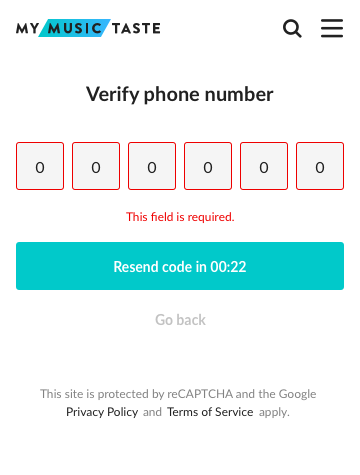 MY MUSIC TASTE
Verify phone number
0 0 0 0 0 0
This field is required.
Resend code in 00:22
Go back
This site is protected by reCAPTCHA and the Google
Privacy Policy and Terms of Service apply.